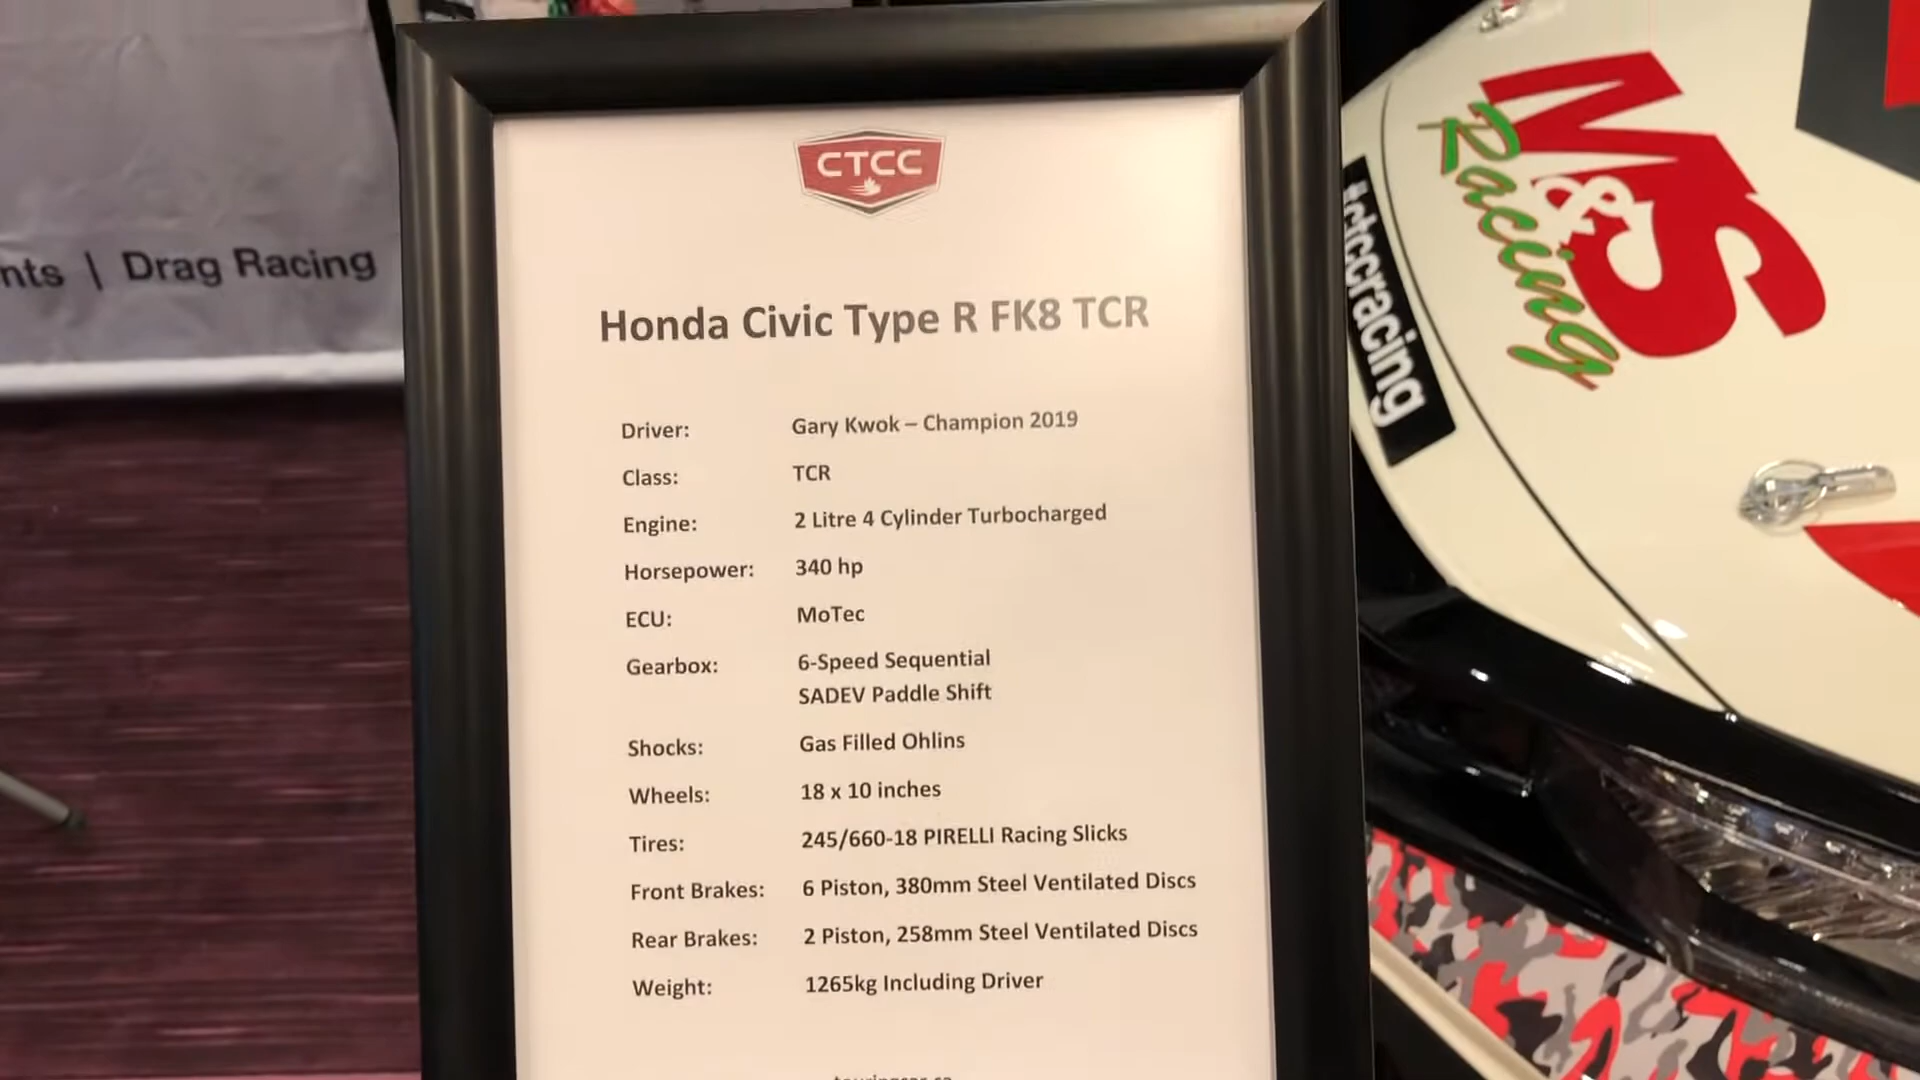 nts | Drag Racing
CTCC
Honda Civic Type R FK8 TCR
Driver: Gary Kwok – Champion 2019
Class: TCR
Engine: 2 Litre 4 Cylinder Turbocharged
Horsepower: 340 hp
ECU: MoTec
Gearbox: 6-Speed Sequential
SADEV Paddle Shift
Shocks: Gas Filled Ohlins
Wheels: 18 x 10 inches
Tires: 245/660-18 PIRELLI Racing Slicks
Front Brakes: 6 Piston, 380mm Steel Ventilated Discs
Rear Brakes: 2 Piston, 258mm Steel Ventilated Discs
Weight: 1265kg Including Driver
M&S
Racing
#ctccracing